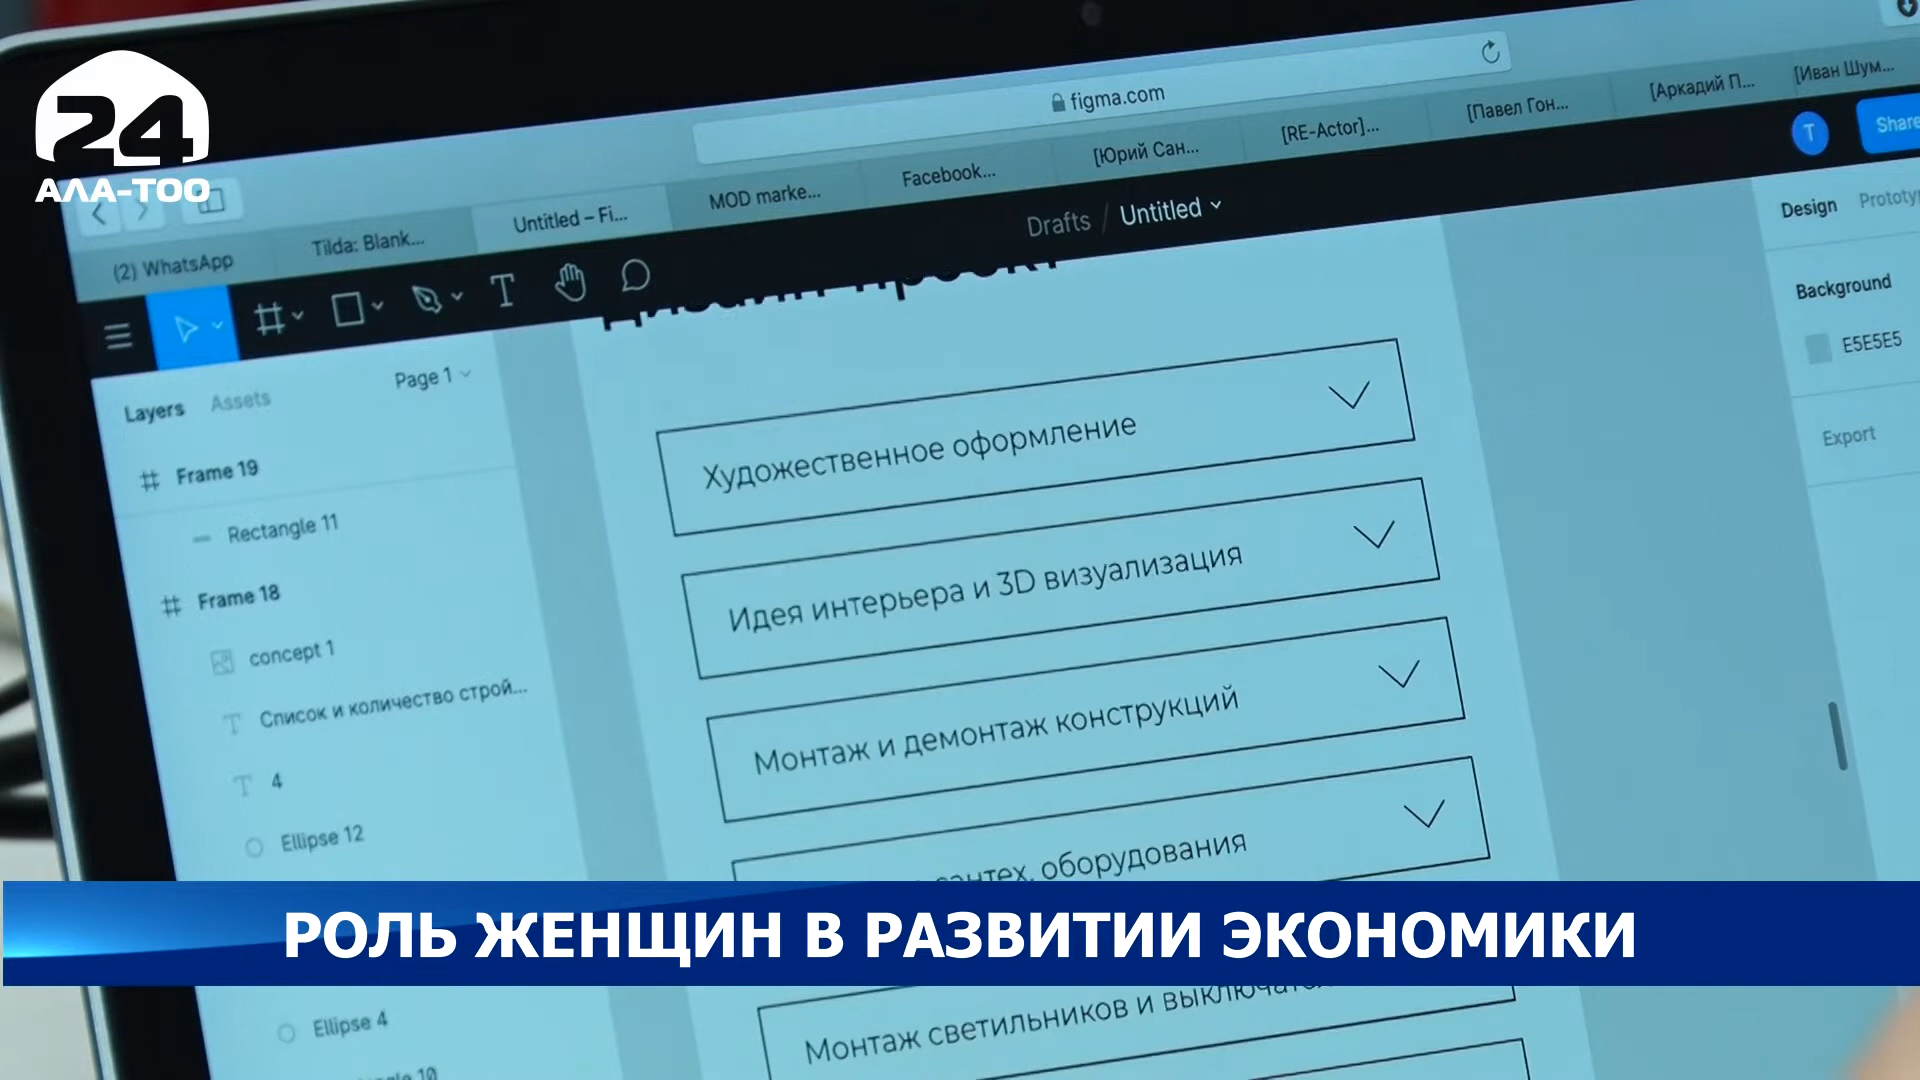 24
АЛА-ТОО
figma.com
(2) WhatsApp
Tilda: Blank...
Untitled – Fi...
MOD marke...
Facebook...
[Юрий Сан...
[RE-Actor]...
[Павел Гон...
[Аркадий П...
[Иван Шум...
Drafts / Untitled
T
Share
Layers
Assets
Page 1
Design
Background
E5E5E5
Export
Frame 19
Rectangle 11
Frame 18
concept 1
Список и количество строй...
4
Ellipse 12
Ellipse 4
Дизайн-проект
Художественное оформление
Идея интерьера и 3D визуализация
Монтаж и демонтаж конструкций
сантех. оборудования
РОЛЬ ЖЕНЩИН В РАЗВИТИИ ЭКОНОМИКИ
Монтаж светильников и